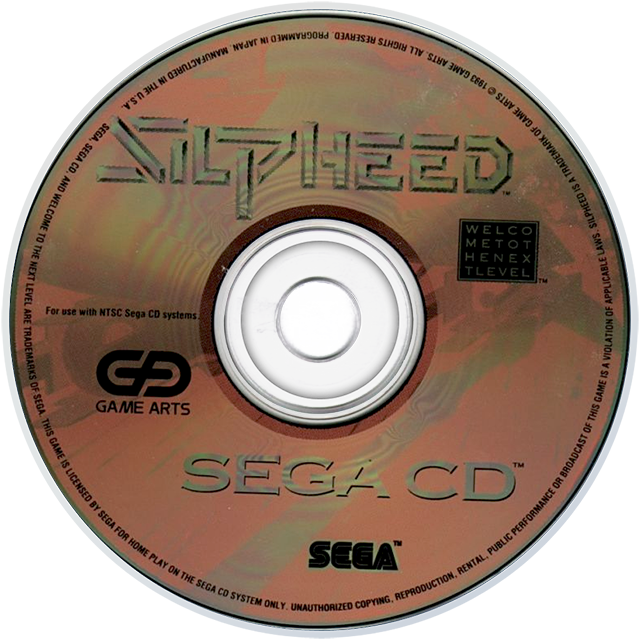 SILPHEED™
WELCO
METOT
HENEX
TLEVEL™
For use with NTSC Sega CD systems.
GAME ARTS
SEGA CD™
SEGA™
SEGA, SEGA CD, AND WELCOME TO THE NEXT LEVEL ARE TRADEMARKS OF SEGA. THIS GAME IS LICENSED BY SEGA FOR HOME PLAY ON THE SEGA CD SYSTEM ONLY. UNAUTHORIZED COPYING, REPRODUCTION, RENTAL, PUBLIC PERFORMANCE OR BROADCAST OF THIS GAME IS A VIOLATION OF APPLICABLE LAWS. SILPHEED IS A TRADEMARK OF GAME ARTS © 1993 GAME ARTS. ALL RIGHTS RESERVED. PROGRAMMED IN JAPAN. MANUFACTURED IN THE U.S.A.